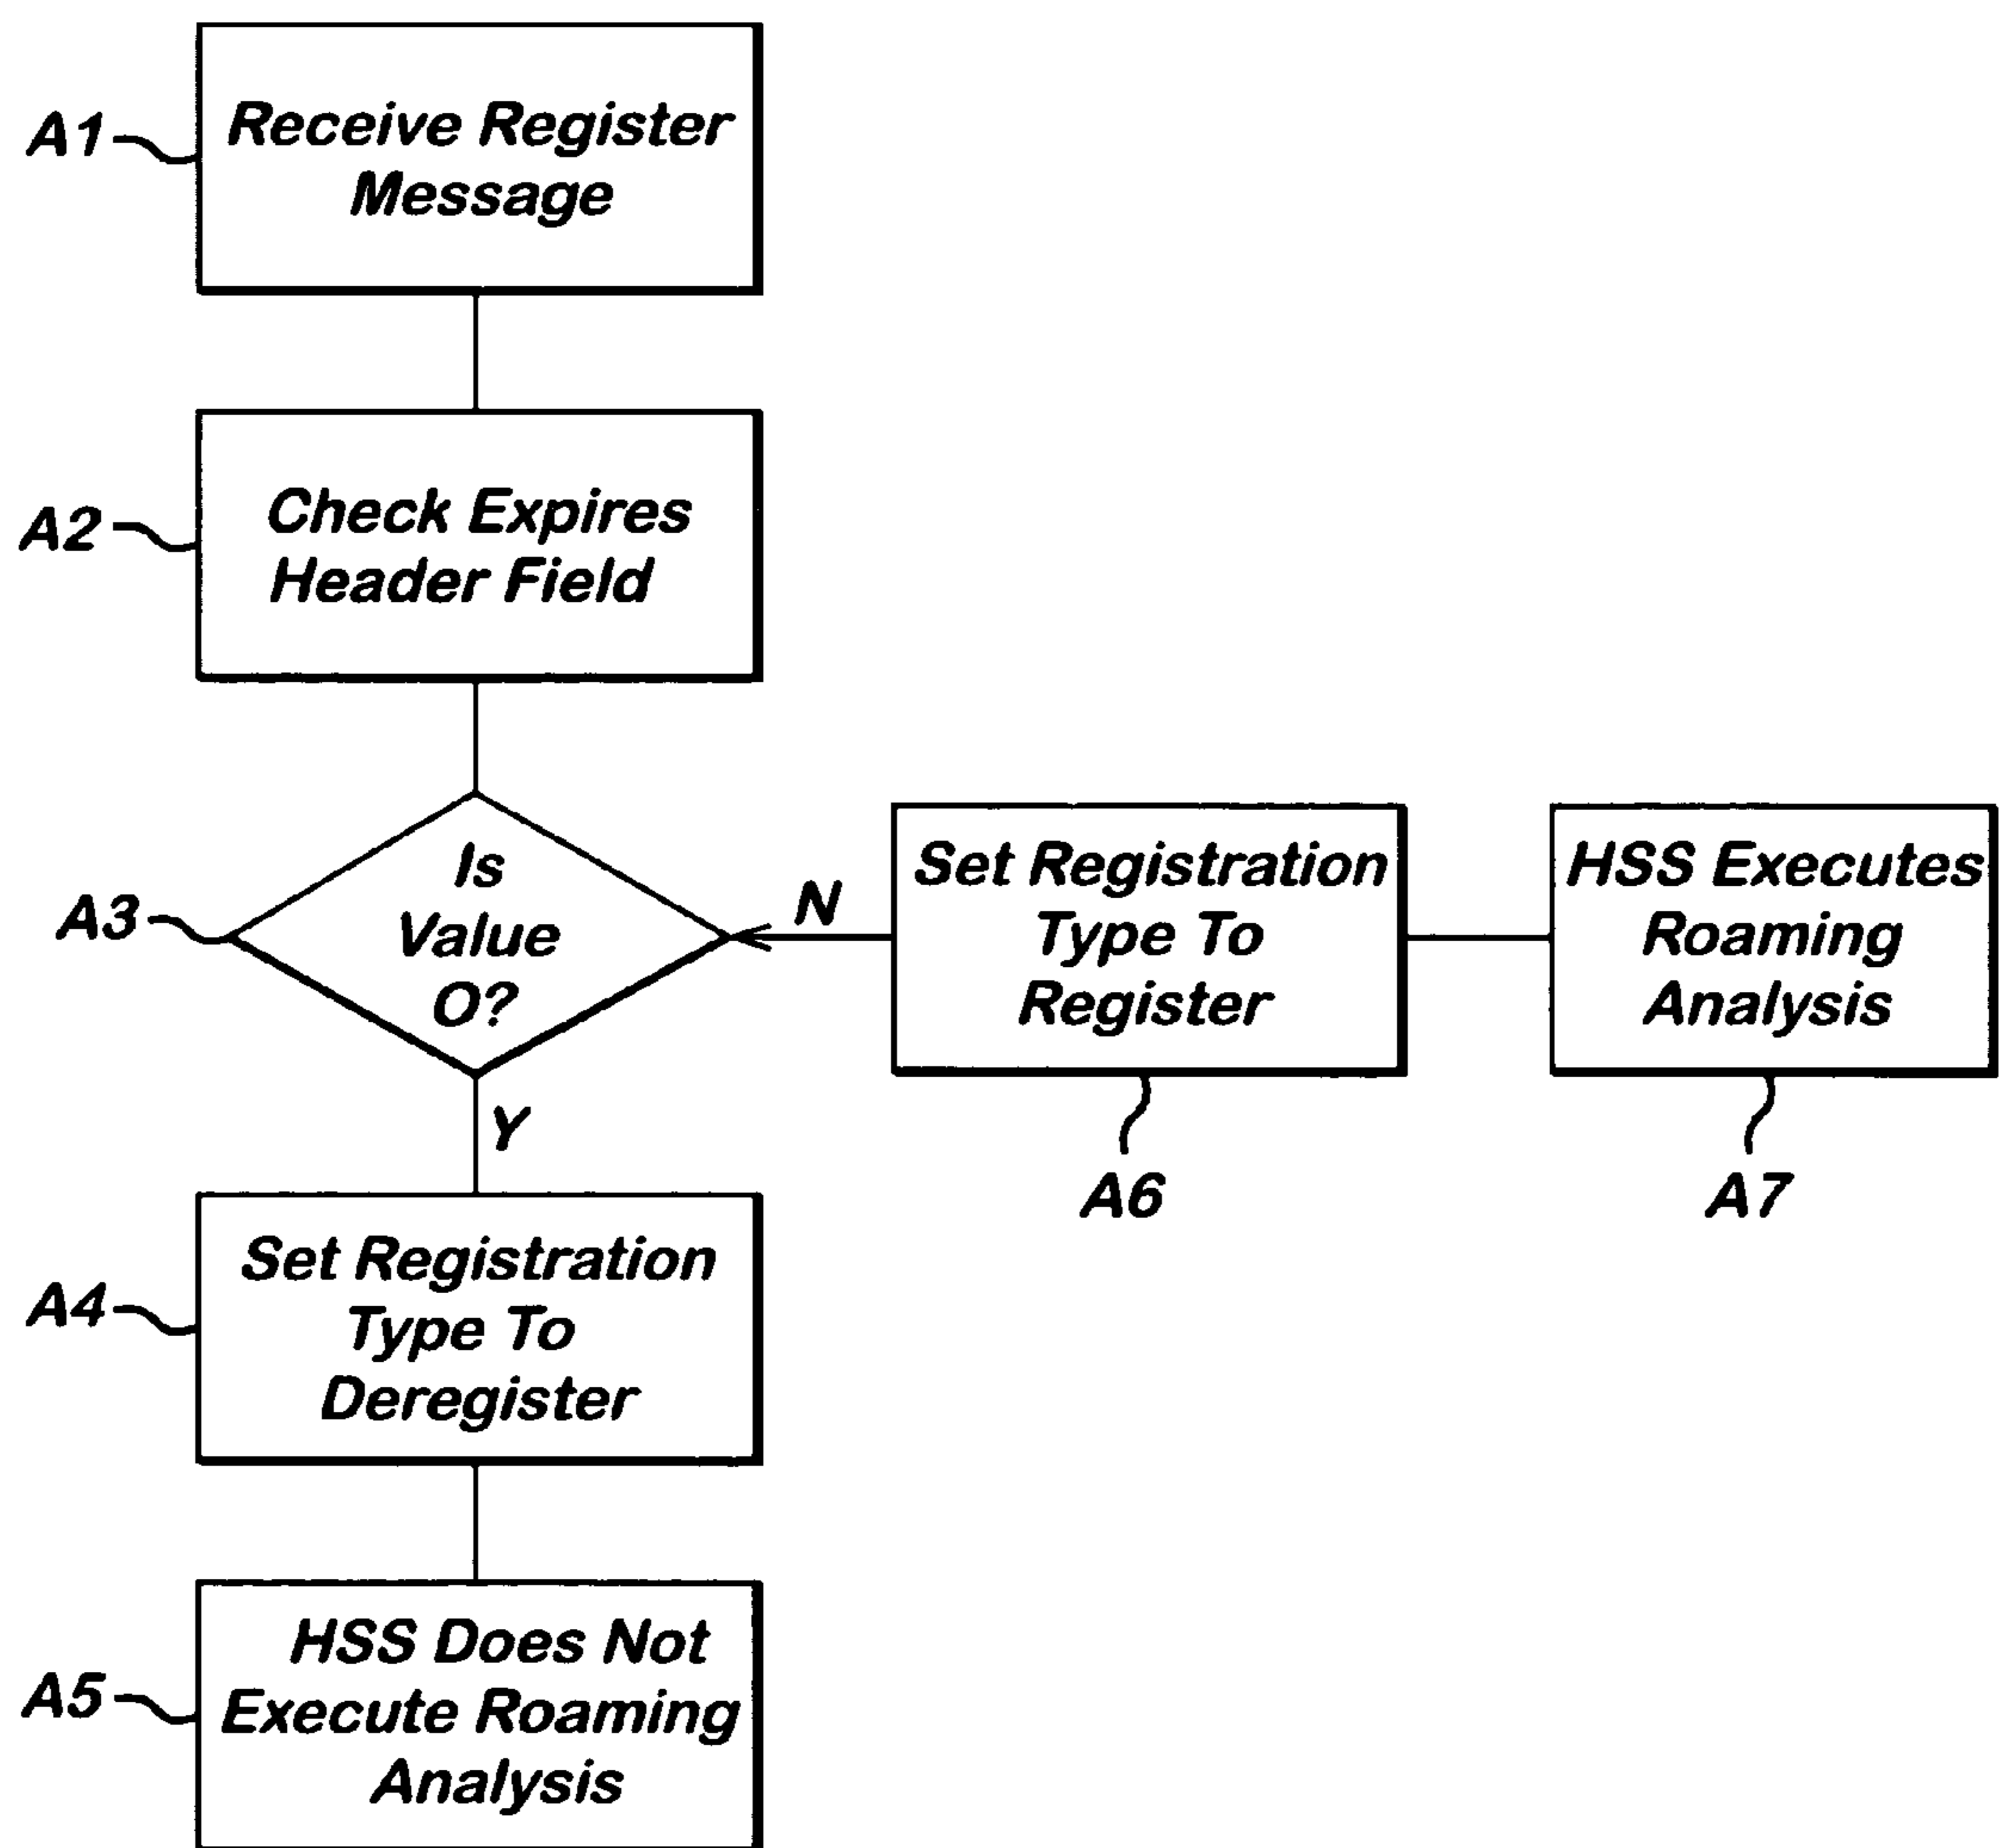 A1
Receive Register
Message
A2
Check Expires
Header Field
A3
Is
Value
O?
N
Set Registration
Type To
Register
A6
HSS Executes
Roaming
Analysis
A7
Y
A4
Set Registration
Type To
Deregister
A5
HSS Does Not
Execute Roaming
Analysis